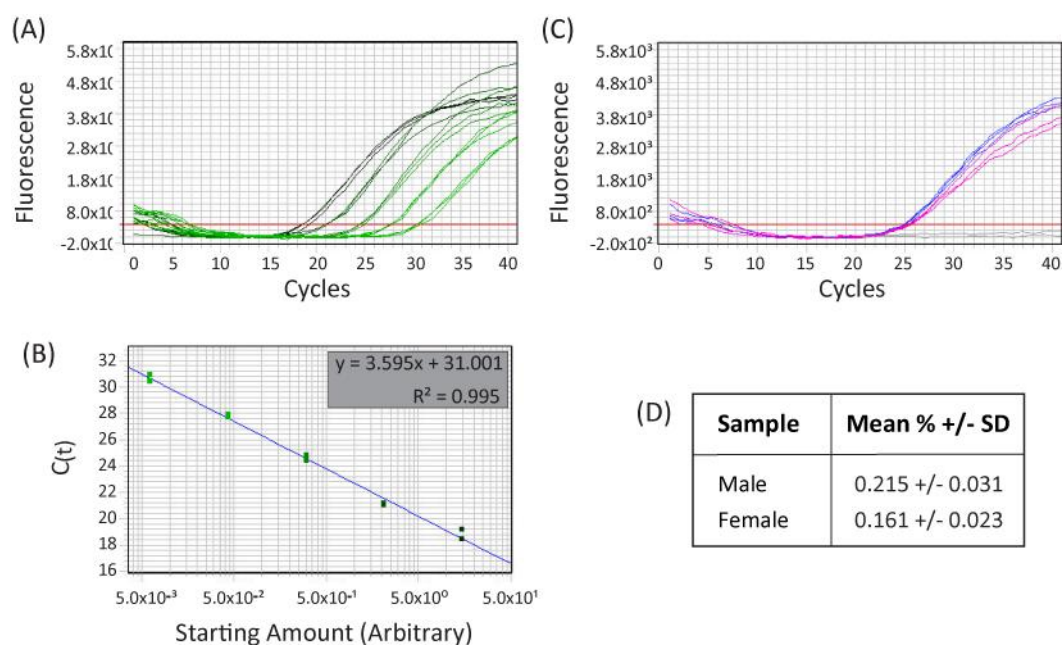 (A)
5.8x10
4.8x10
3.8x10
2.8x10
1.8x10
8.0x10
-2.0x10
Fluorescence
0 5 10 15 20 25 30 35 40
Cycles
(C)
5.8x10³
4.8x10³
3.8x10³
2.8x10³
1.8x10³
8.0x10²
-2.0x10²
Fluorescence
0 5 10 15 20 25 30 35 40
Cycles
(B)
32
30
28
26
24
22
20
18
16
C(t)
y = 3.595x + 31.001
R² = 0.995
5.0x10⁻³ 5.0x10⁻² 5.0x10⁻¹ 5.0x10⁰ 5.0x10¹
Starting Amount (Arbitrary)
(D)
Sample Mean % +/- SD
Male 0.215 +/- 0.031
Female 0.161 +/- 0.023